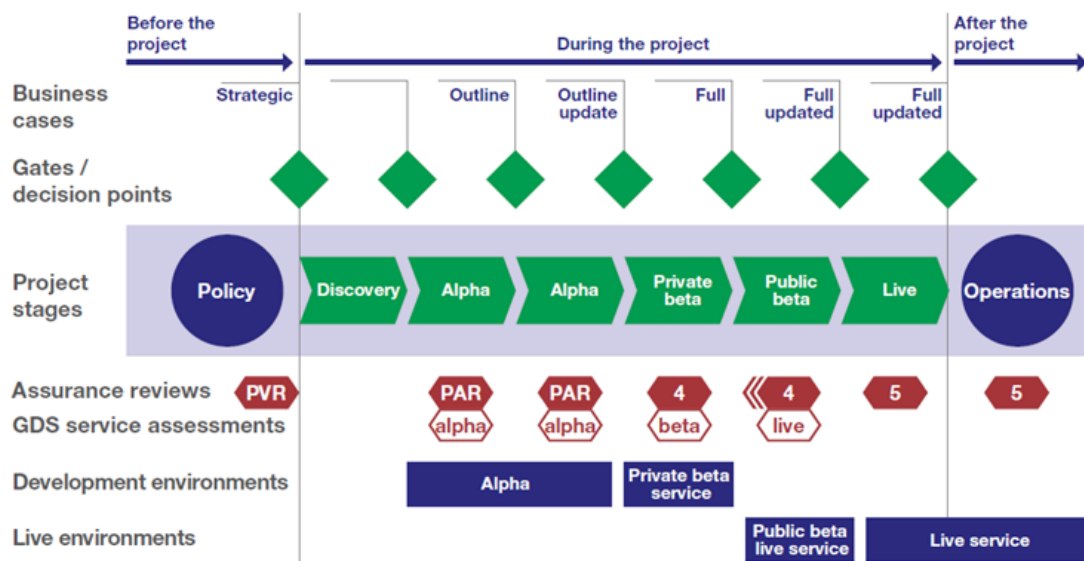 Before the
project
During the project
After the
project
Business
cases
Strategic
Outline
Outline
update
Full
Full
updated
Full
updated
Gates /
decision points
Project
stages
Policy
Discovery
Alpha
Alpha
Private
beta
Public
beta
Live
Operations
Assurance reviews
PVR
PAR
PAR
4
4
5
5
GDS service assessments
alpha
alpha
beta
live
Development environments
Alpha
Private beta
service
Live environments
Public beta
live service
Live service